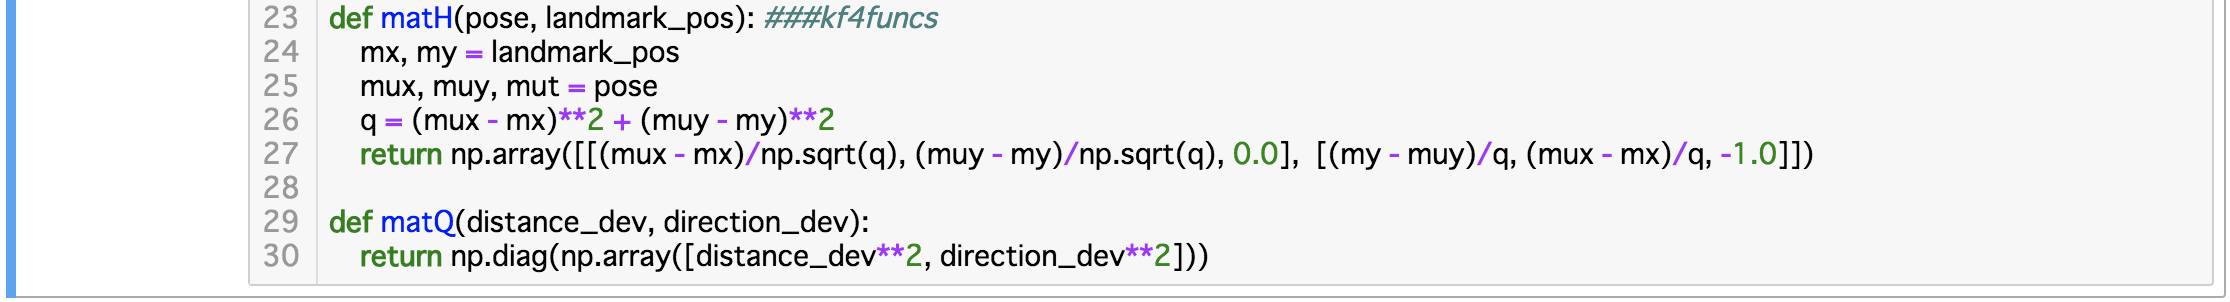 23 def matH(pose, landmark_pos): ###kf4funcs
24     mx, my = landmark_pos
25     mux, muy, mut = pose
26     q = (mux - mx)**2 + (muy - my)**2
27     return np.array([[(mux - mx)/np.sqrt(q), (muy - my)/np.sqrt(q), 0.0],  [(my - muy)/q, (mux - mx)/q, -1.0]])
28
29 def matQ(distance_dev, direction_dev):
30     return np.diag(np.array([distance_dev**2, direction_dev**2]))